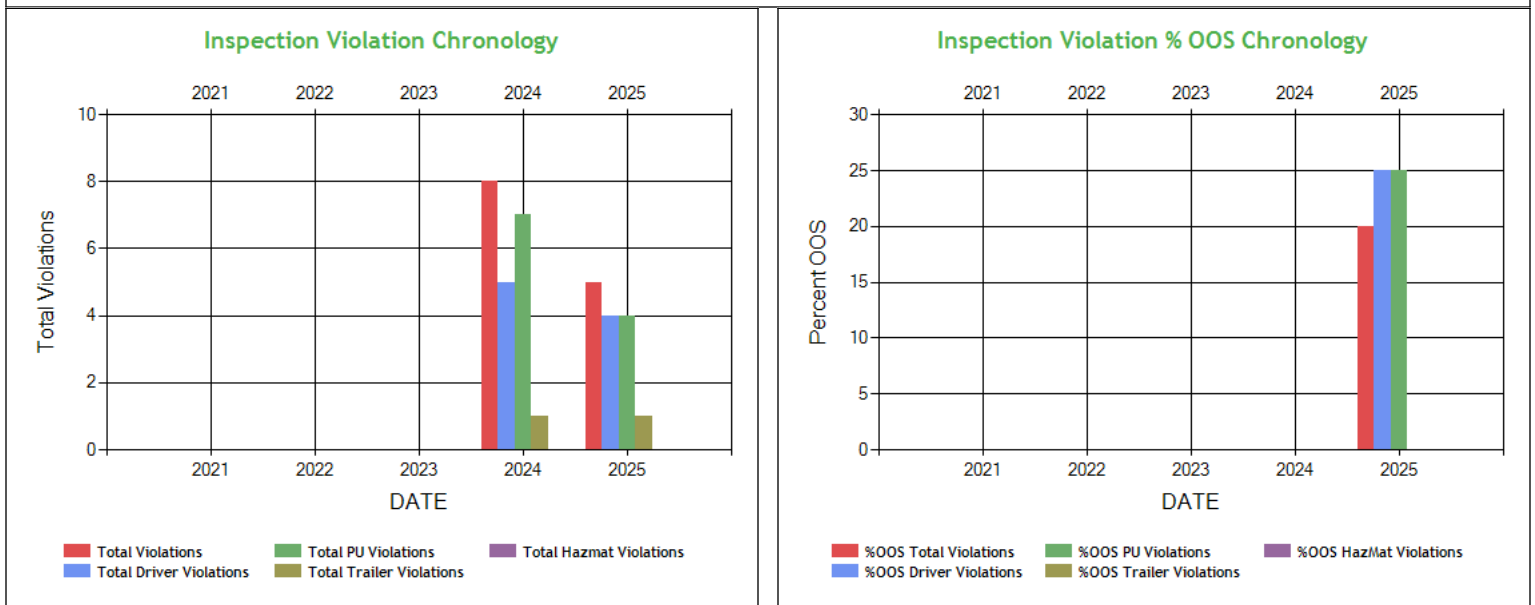 Inspection Violation Chronology
2021 2022 2023 2024 2025
10
8
6
4
2
0
Total Violations
2021 2022 2023 2024 2025
DATE
Total Violations Total PU Violations Total Hazmat Violations
Total Driver Violations Total Trailer Violations
Inspection Violation % OOS Chronology
2021 2022 2023 2024 2025
30
25
20
15
10
5
0
Percent OOS
2021 2022 2023 2024 2025
DATE
%OOS Total Violations %OOS PU Violations %OOS HazMat Violations
%OOS Driver Violations %OOS Trailer Violations